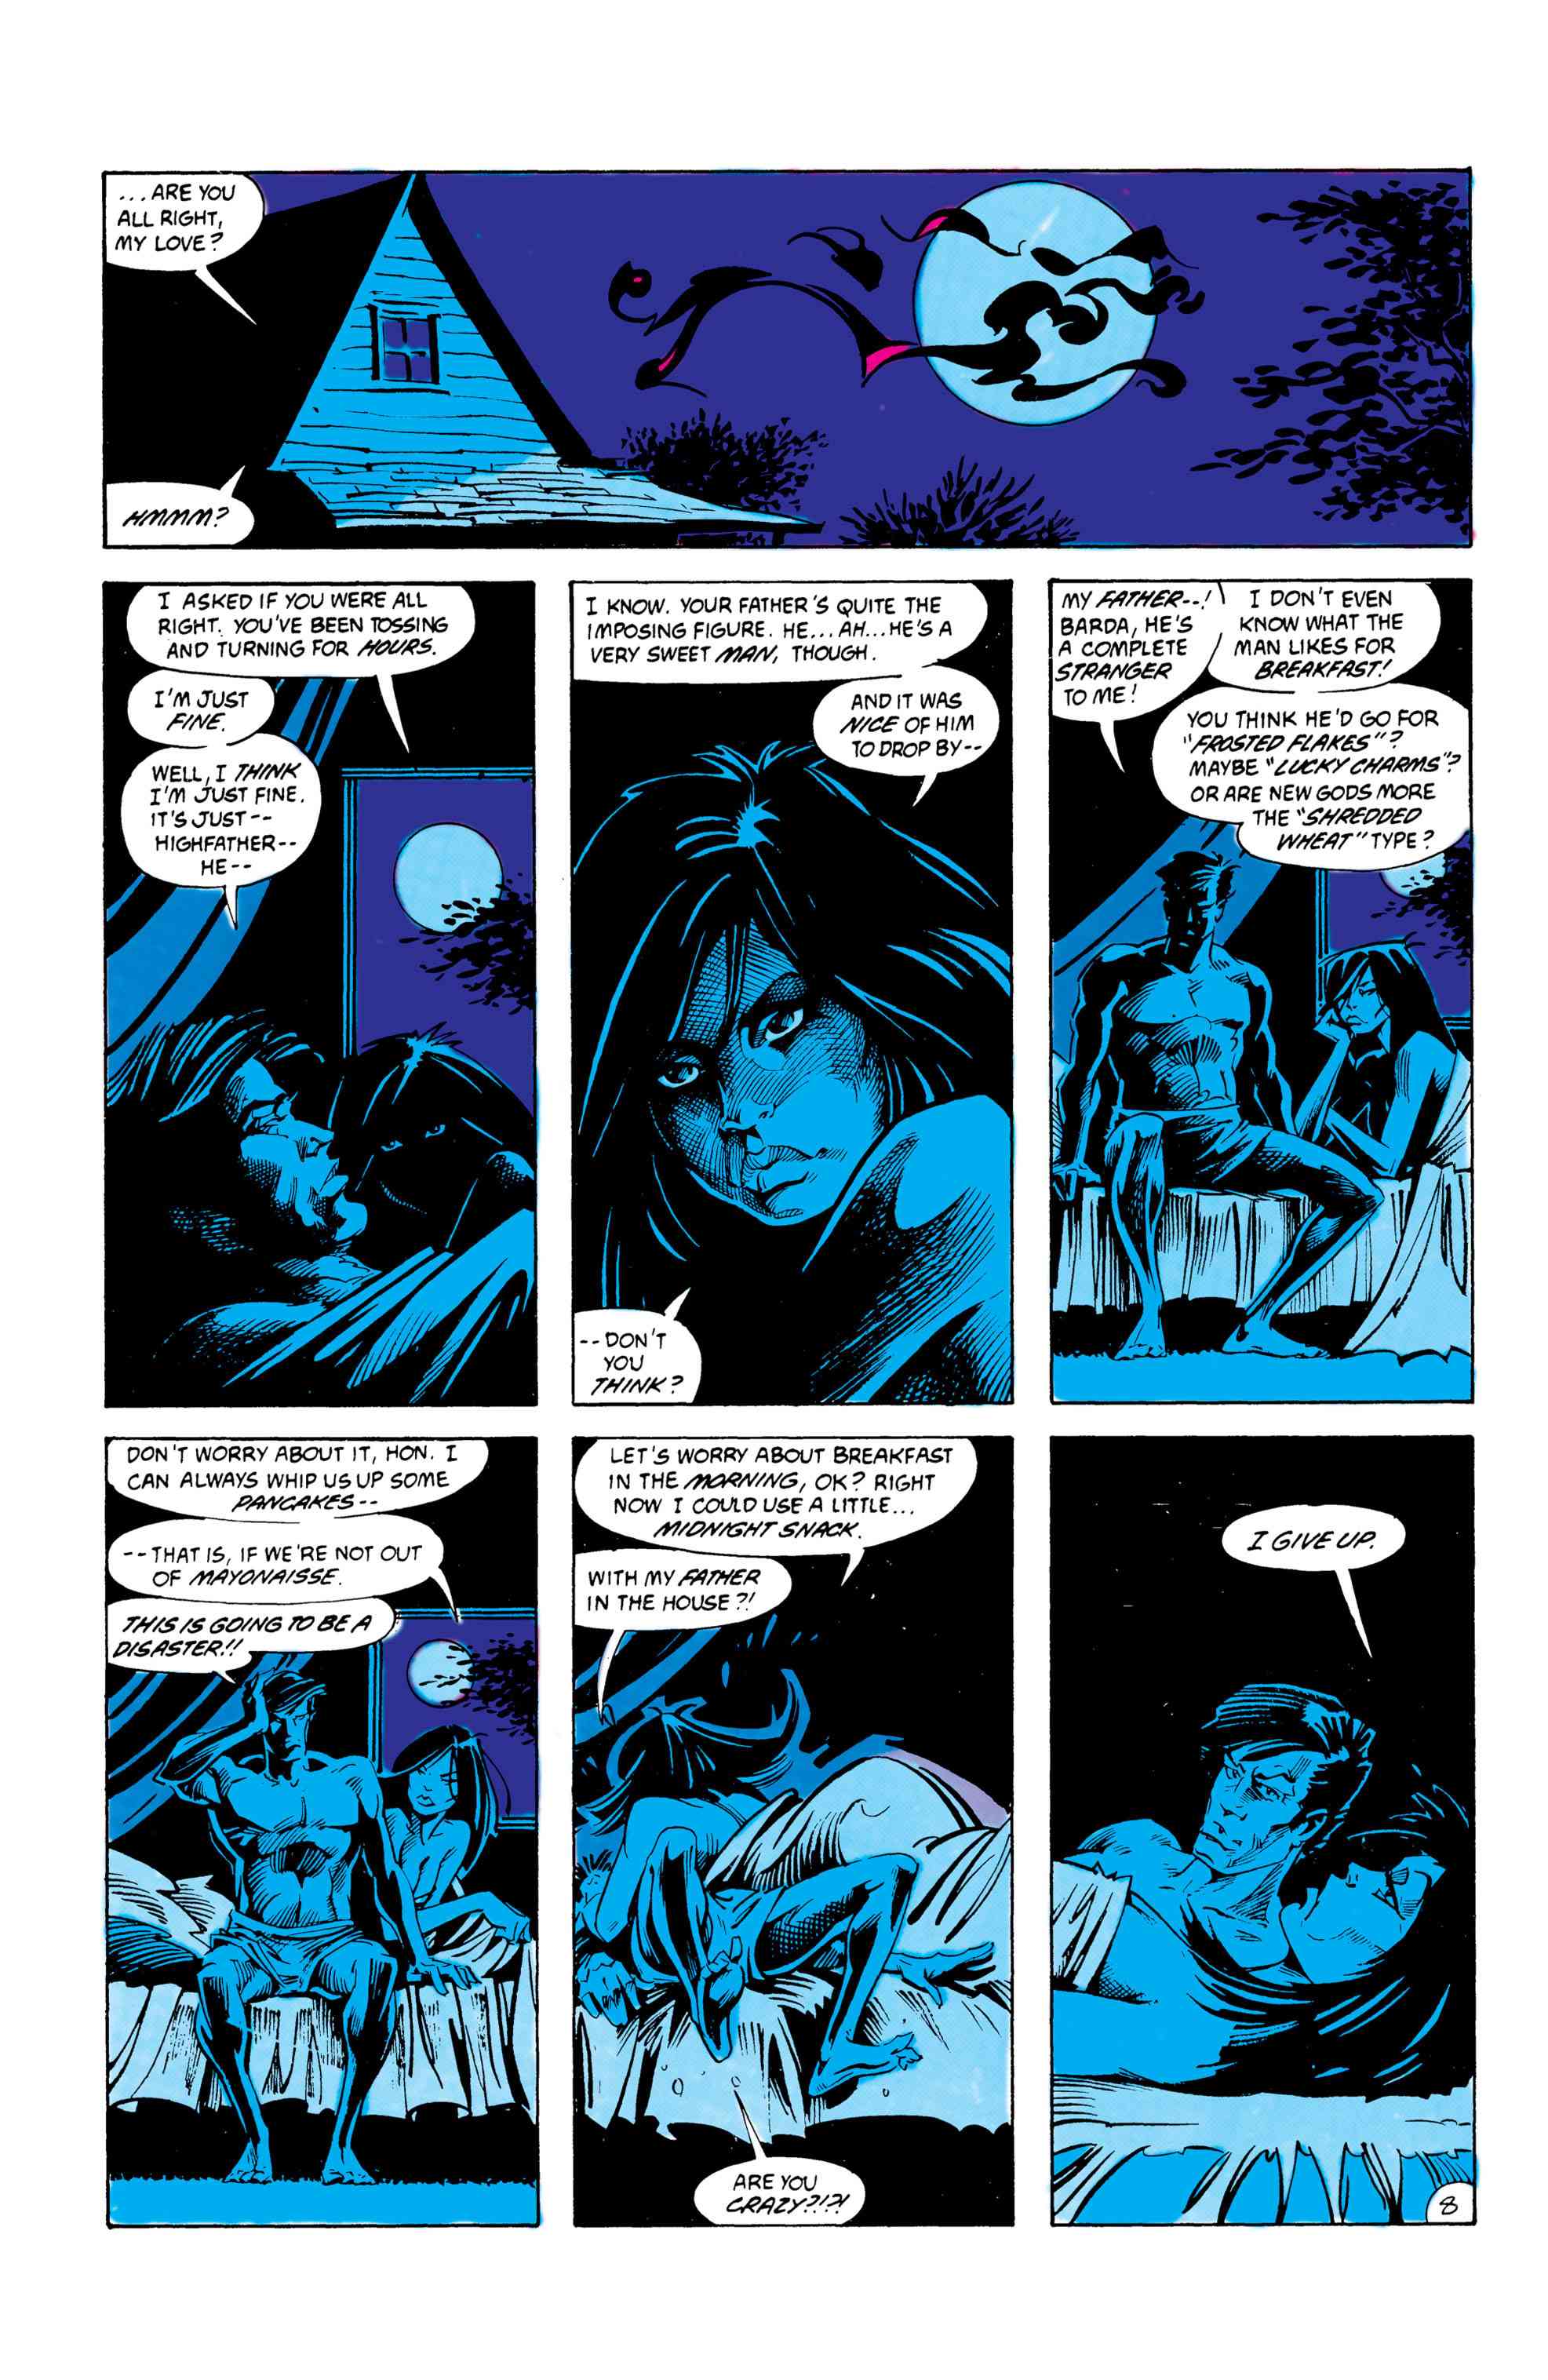 ...ARE YOU
ALL RIGHT,
MY LOVE?
HMMM?
I ASKED IF YOU WERE ALL
RIGHT. YOU'VE BEEN TOSSING
AND TURNING FOR HOURS.
I'M JUST
FINE.
WELL, I THINK
I'M JUST FINE.
IT'S JUST--
HIGHFATHER--
HE--
I KNOW. YOUR FATHER'S QUITE THE
IMPOSING FIGURE. HE...AH...HE'S A
VERY SWEET MAN, THOUGH.
AND IT WAS
NICE OF HIM
TO DROP BY--
--DON'T
YOU
THINK?
MY FATHER--!
BARDA, HE'S
A COMPLETE
STRANGER
TO ME!
I DON'T EVEN
KNOW WHAT THE
MAN LIKES FOR
BREAKFAST!
YOU THINK HE'D GO FOR
"FROSTED FLAKES"?
MAYBE "LUCKY CHARMS"?
OR ARE NEW GODS MORE
THE "SHREDDED
WHEAT" TYPE?
DON'T WORRY ABOUT IT, HON. I
CAN ALWAYS WHIP US UP SOME
PANCAKES--
--THAT IS, IF WE'RE NOT OUT
OF MAYONAISSE.
THIS IS GOING TO BE A
DISASTER!!
LET'S WORRY ABOUT BREAKFAST
IN THE MORNING, OK? RIGHT
NOW I COULD USE A LITTLE...
MIDNIGHT SNACK.
WITH MY FATHER
IN THE HOUSE?!
ARE YOU
CRAZY?!?!
I GIVE UP.
8